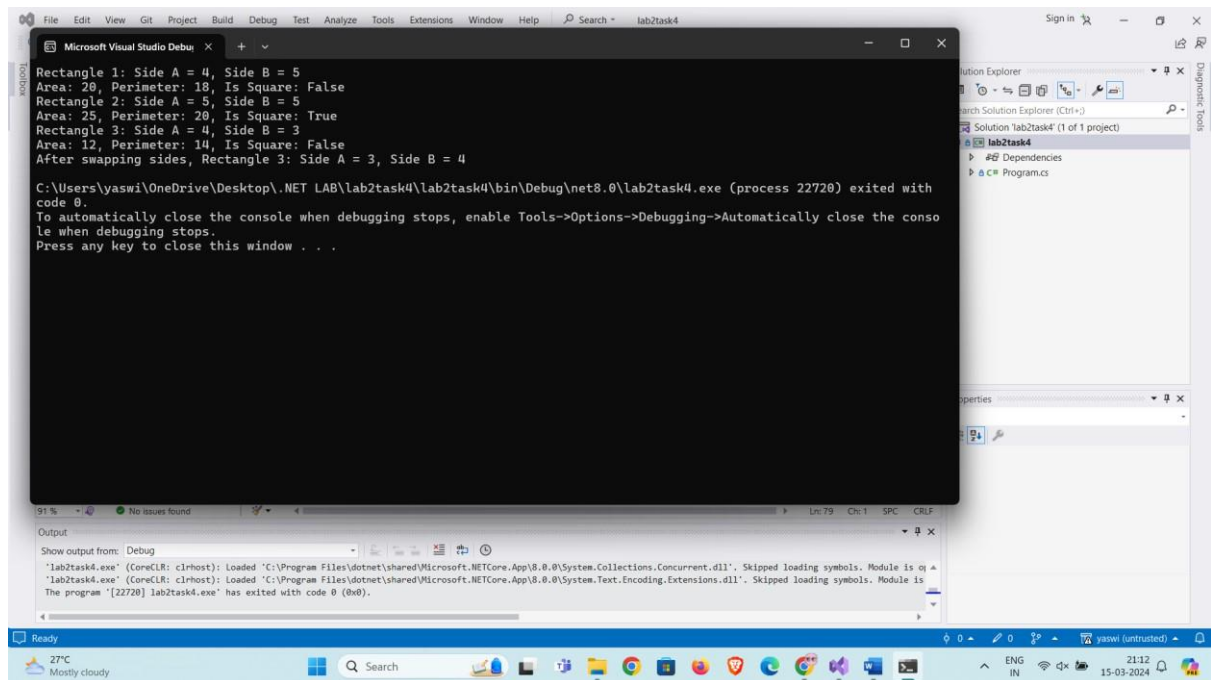 File Edit View Git Project Build Debug Test Analyze Tools Extensions Window Help Search lab2task4 Sign in
Microsoft Visual Studio Debu
Rectangle 1: Side A = 4, Side B = 5
Area: 20, Perimeter: 18, Is Square: False
Rectangle 2: Side A = 5, Side B = 5
Area: 25, Perimeter: 20, Is Square: True
Rectangle 3: Side A = 4, Side B = 3
Area: 12, Perimeter: 14, Is Square: False
After swapping sides, Rectangle 3: Side A = 3, Side B = 4
C:\Users\yaswi\OneDrive\Desktop\.NET LAB\lab2task4\lab2task4\bin\Debug\net8.0\lab2task4.exe (process 22720) exited with
code 0.
To automatically close the console when debugging stops, enable Tools->Options->Debugging->Automatically close the conso
le when debugging stops.
Press any key to close this window . . .
Toolbox
lution Explorer
earch Solution Explorer (Ctrl+;)
Solution 'lab2task4' (1 of 1 project)
lab2task4
Dependencies
C# Program.cs
Diagnostic Tools
operties
91 % No issues found Ln: 79 Ch: 1 SPC CRLF
Output
Show output from: Debug
'lab2task4.exe' (CoreCLR: clrhost): Loaded 'C:\Program Files\dotnet\shared\Microsoft.NETCore.App\8.0.0\System.Collections.Concurrent.dll'. Skipped loading symbols. Module is op
'lab2task4.exe' (CoreCLR: clrhost): Loaded 'C:\Program Files\dotnet\shared\Microsoft.NETCore.App\8.0.0\System.Text.Encoding.Extensions.dll'. Skipped loading symbols. Module is
The program '[22720] lab2task4.exe' has exited with code 0 (0x0).
Ready 0 0 yaswi (untrusted)
27°C
Mostly cloudy
Search
ENG
IN
21:12
15-03-2024